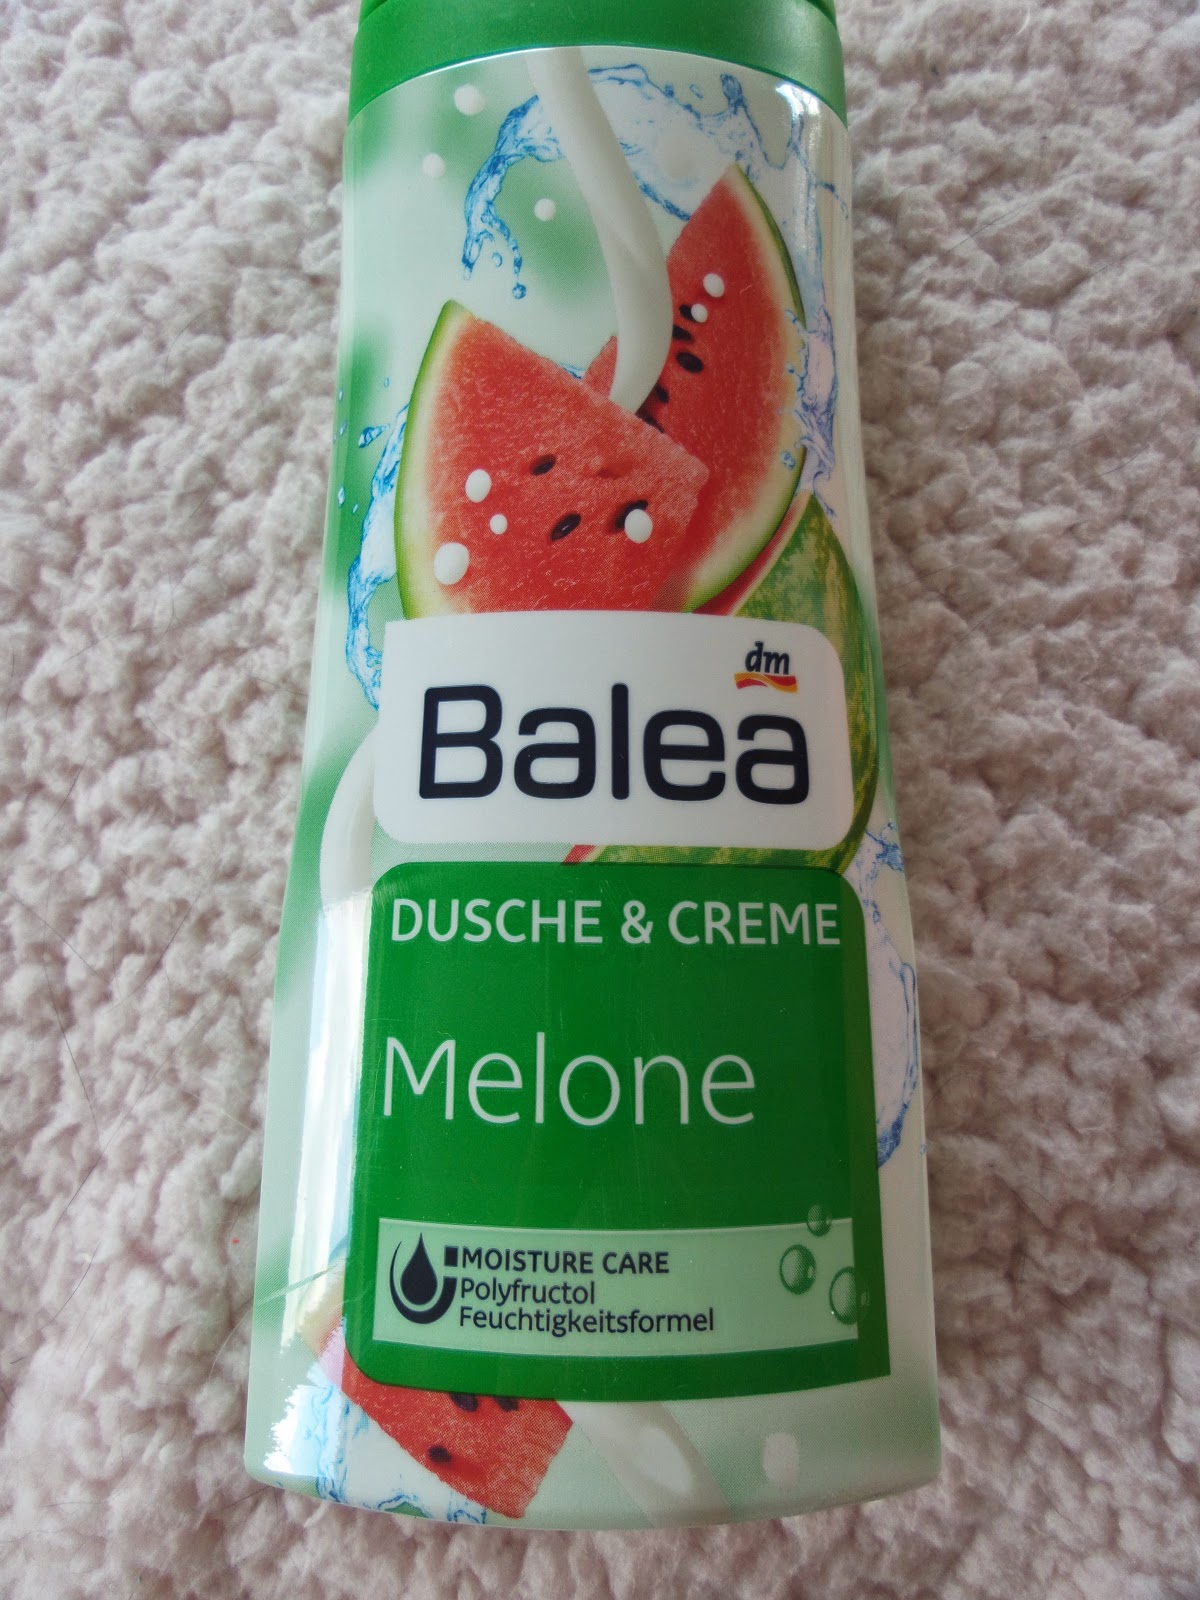 dm
Balea
DUSCHE & CREME
Melone
MOISTURE CARE
Polyfructol
Feuchtigkeitsformel